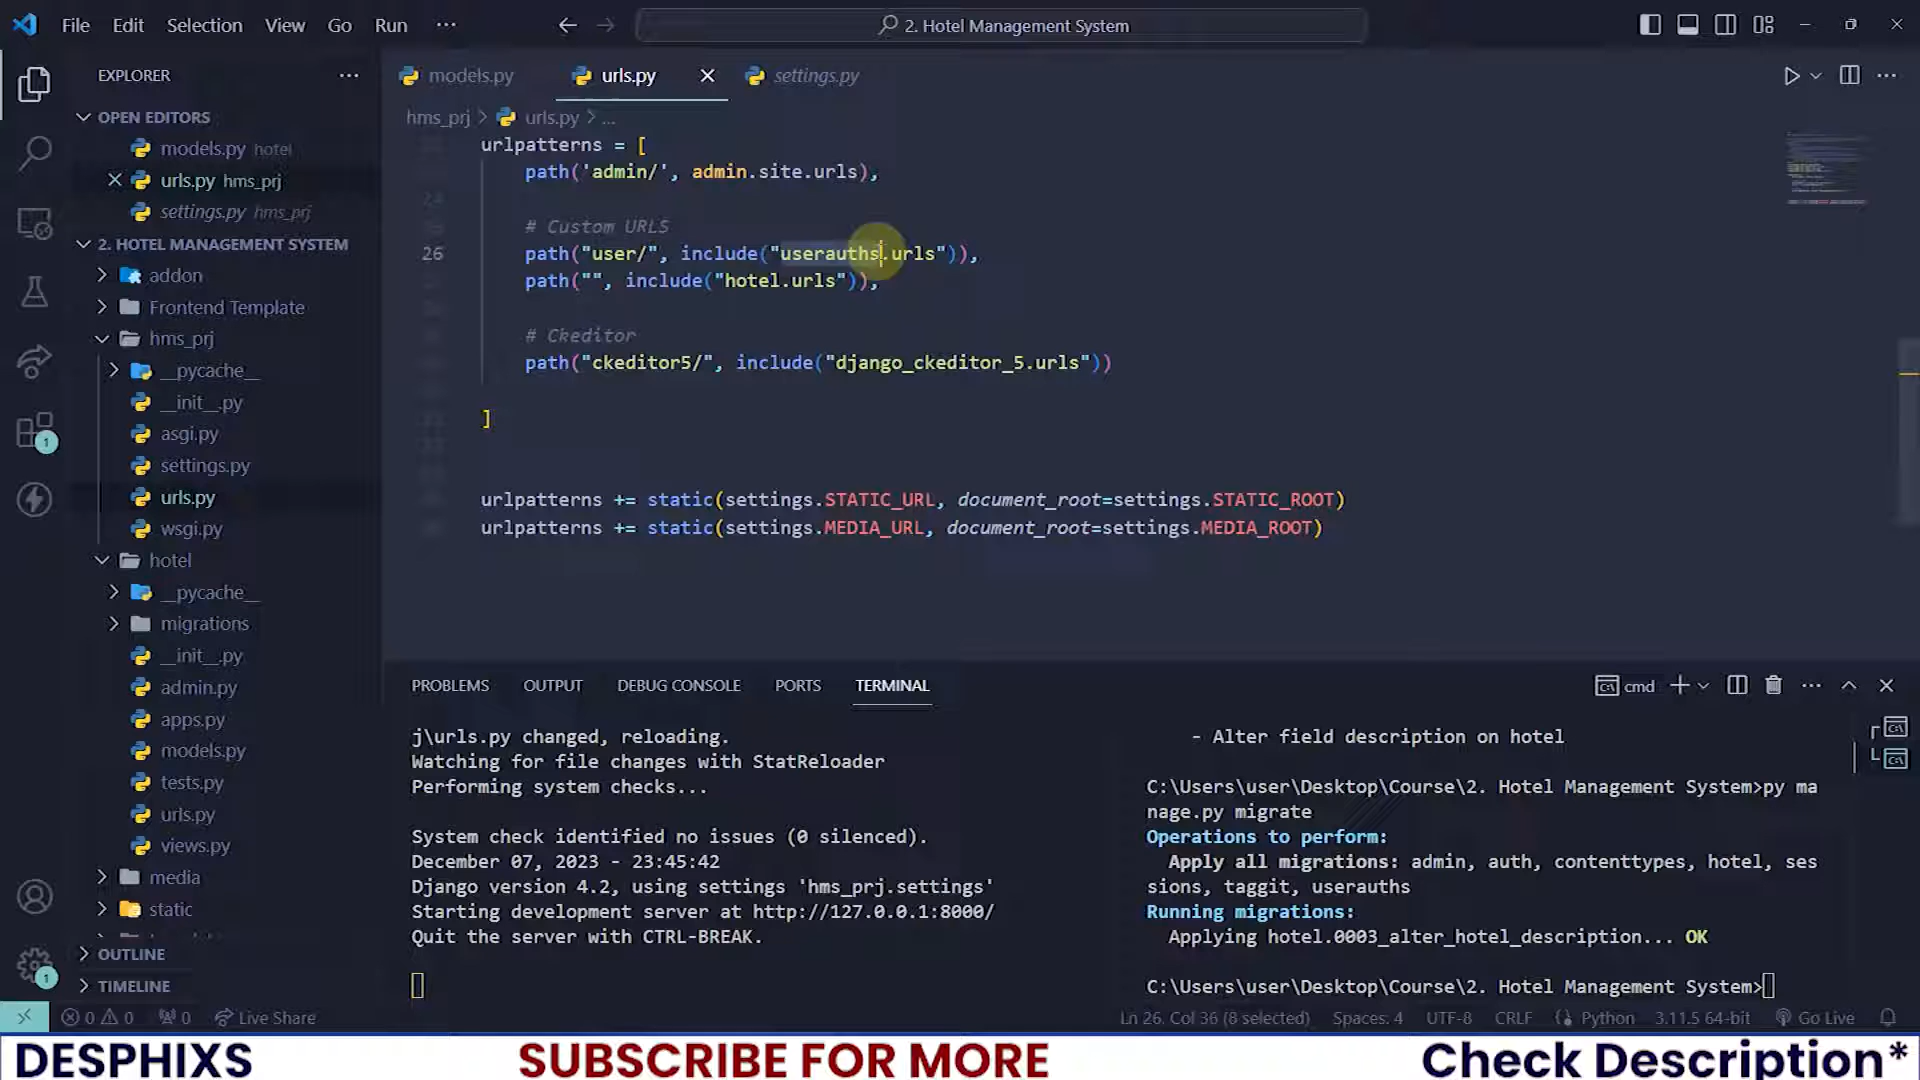 File Edit Selection View Go Run ···
2. Hotel Management System
EXPLORER
OPEN EDITORS
models.py hotel
urls.py hms_prj
settings.py hms_prj
2. HOTEL MANAGEMENT SYSTEM
addon
Frontend Template
hms_prj
__pycache__
__init__.py
asgi.py
settings.py
urls.py
wsgi.py
hotel
__pycache__
migrations
__init__.py
admin.py
apps.py
models.py
tests.py
urls.py
views.py
media
static
OUTLINE
TIMELINE
models.py urls.py settings.py
hms_prj > urls.py > ...
urlpatterns = [
path('admin/', admin.site.urls),
24
# Custom URLS
26 path("user/", include("userauths.urls")),
path("", include("hotel.urls")),
# Ckeditor
path("ckeditor5/", include("django_ckeditor_5.urls"))
]
urlpatterns += static(settings.STATIC_URL, document_root=settings.STATIC_ROOT)
urlpatterns += static(settings.MEDIA_URL, document_root=settings.MEDIA_ROOT)
PROBLEMS OUTPUT DEBUG CONSOLE PORTS TERMINAL
cmd
j\urls.py changed, reloading.
Watching for file changes with StatReloader
Performing system checks...
System check identified no issues (0 silenced).
December 07, 2023 - 23:45:42
Django version 4.2, using settings 'hms_prj.settings'
Starting development server at http://127.0.0.1:8000/
Quit the server with CTRL-BREAK.
- Alter field description on hotel
C:\Users\user\Desktop\Course\2. Hotel Management System>py ma
nage.py migrate
Operations to perform:
Apply all migrations: admin, auth, contenttypes, hotel, ses
sions, taggit, userauths
Running migrations:
Applying hotel.0003_alter_hotel_description... OK
C:\Users\user\Desktop\Course\2. Hotel Management System>
1
1
0 0 0 Live Share
Ln 26, Col 36 (8 selected) Spaces: 4 UTF-8 CRLF Python 3.11.5 64-bit Go Live
DESPHIXS SUBSCRIBE FOR MORE Check Description*